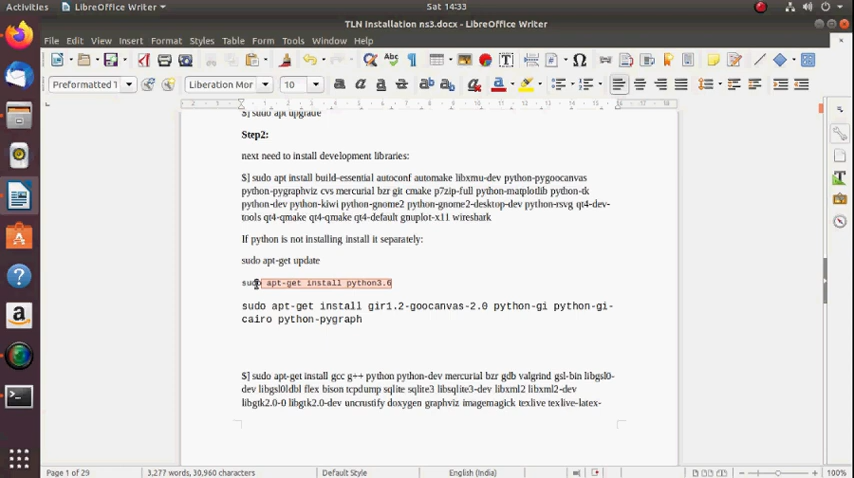 Activities
LibreOffice Writer
Sat 14:33
TLN Installation ns3.docx - LibreOffice Writer
File Edit View Insert Format Styles Table Form Tools Window Help
Preformatted T
Liberation Mor
10
$] sudo apt upgrade
Step2:
next need to install development libraries:
$] sudo apt install build-essential autoconf automake libxmu-dev python-pygoocanvas
python-pygraphviz cvs mercurial bzr git cmake p7zip-full python-matplotlib python-tk
python-dev python-kiwi python-gnome2 python-gnome2-desktop-dev python-rsvg qt4-dev-
tools qt4-qmake qt4-qmake qt4-default gnuplot-x11 wireshark
If python is not installing install it separately:
sudo apt-get update
sudo apt-get install python3.6
sudo apt-get install gir1.2-goocanvas-2.0 python-gi python-gi-
cairo python-pygraph
$] sudo apt-get install gcc g++ python python-dev mercurial bzr gdb valgrind gsl-bin libgsl0-
dev libgsl0ldbl flex bison tcpdump sqlite sqlite3 libsqlite3-dev libxml2 libxml2-dev
libgtk2.0-0 libgtk2.0-dev uncrustify doxygen graphviz imagemagick texlive texlive-latex-
Page 1 of 29
3,277 words, 30,960 characters
Default Style
English (India)
100%